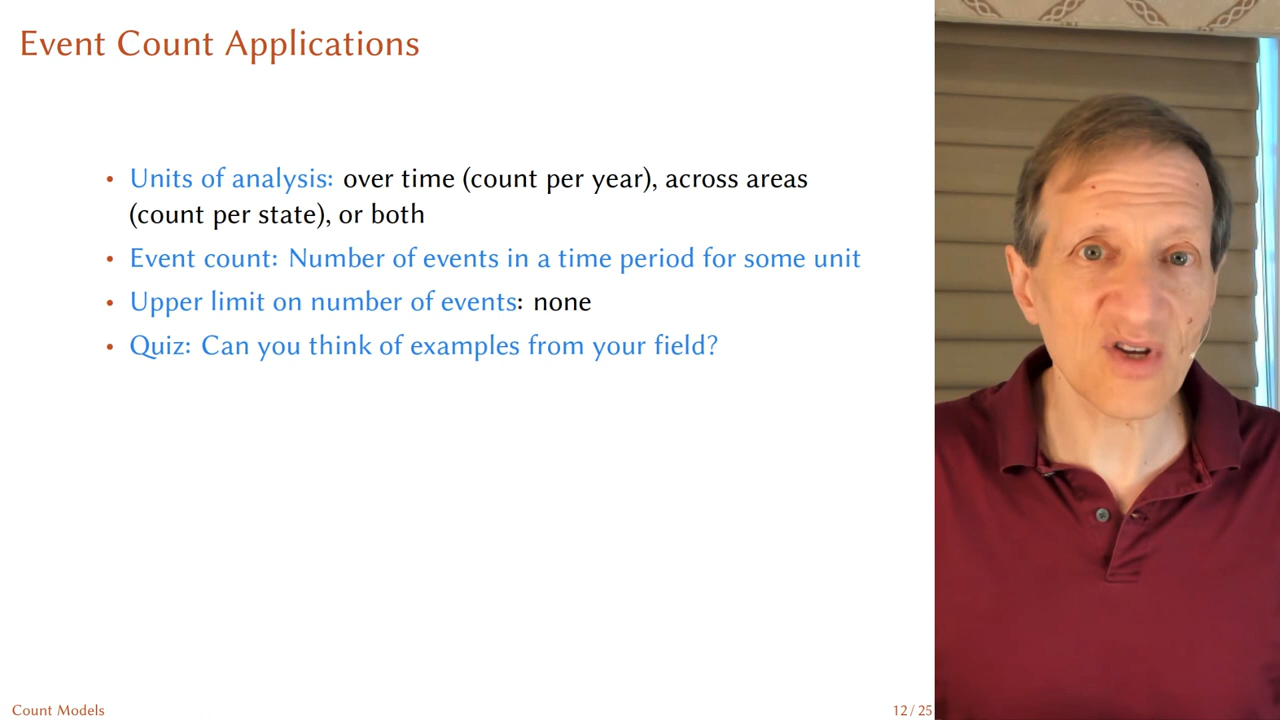 Event Count Applications
• Units of analysis: over time (count per year), across areas
(count per state), or both
• Event count: Number of events in a time period for some unit
• Upper limit on number of events: none
• Quiz: Can you think of examples from your field?
Count Models
12 / 25